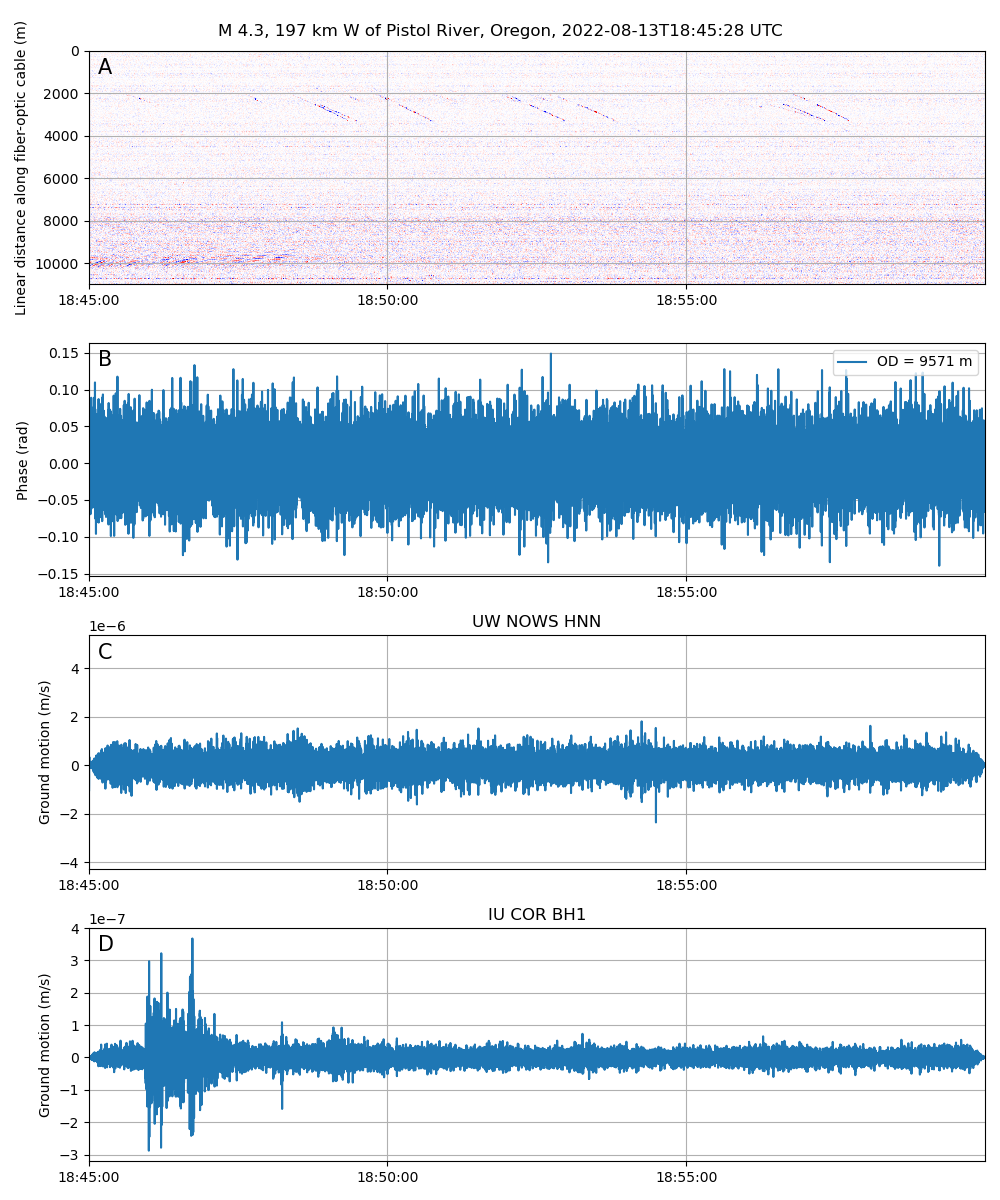 M 4.3, 197 km W of Pistol River, Oregon, 2022-08-13T18:45:28 UTC
Linear distance along fiber-optic cable (m)
A
0
2000
4000
6000
8000
10000
18:45:00 18:50:00 18:55:00
Phase (rad)
B
OD = 9571 m
0.15
0.10
0.05
0.00
−0.05
−0.10
−0.15
18:45:00 18:50:00 18:55:00
UW NOWS HNN
1e−6
Ground motion (m/s)
C
4
2
0
−2
−4
18:45:00 18:50:00 18:55:00
IU COR BH1
1e−7
Ground motion (m/s)
D
4
3
2
1
0
−1
−2
−3
18:45:00 18:50:00 18:55:00